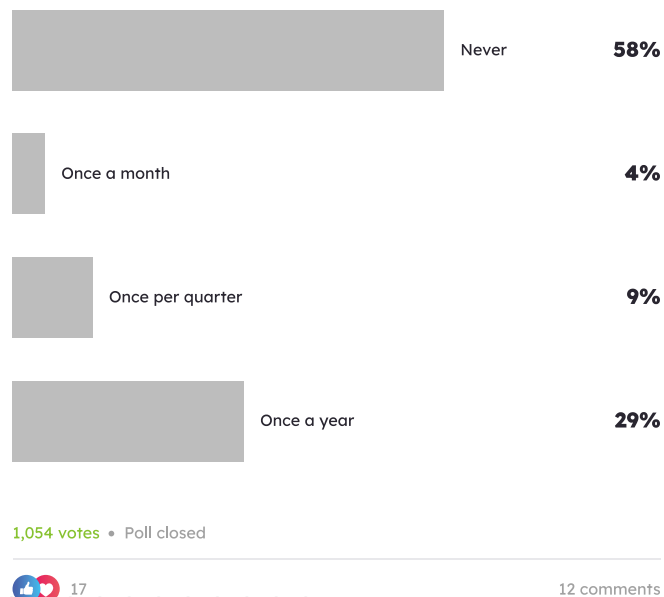 Never 58%
Once a month 4%
Once per quarter 9%
Once a year 29%
1,054 votes • Poll closed
17 12 comments